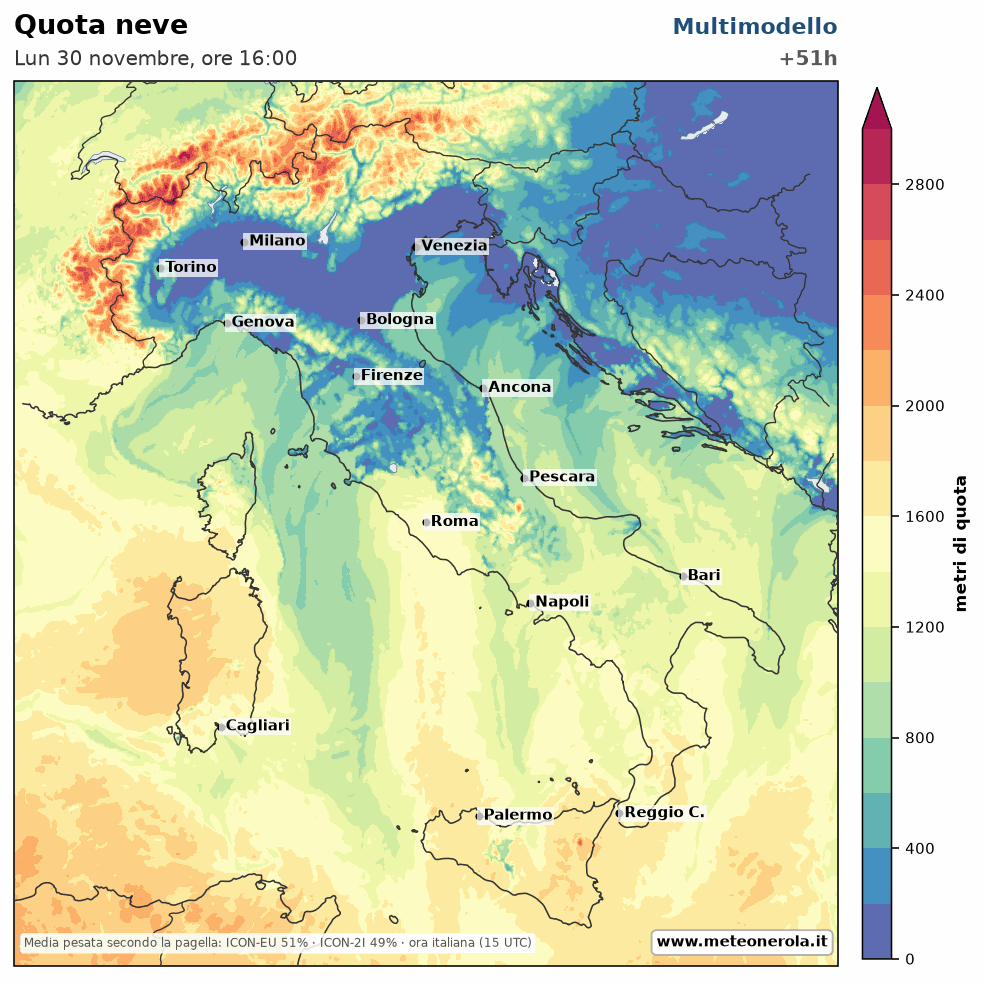 Quota neve
Multimodello
Lun 30 novembre, ore 16:00
+51h
Milano
Venezia
Torino
Genova
Bologna
Firenze
Ancona
Pescara
Roma
Bari
Napoli
Cagliari
Palermo
Reggio C.
2800
2400
2000
1600
1200
800
400
0
metri di quota
Media pesata secondo la pagella: ICON-EU 51% · ICON-2I 49% · ora italiana (15 UTC)
www.meteonerola.it